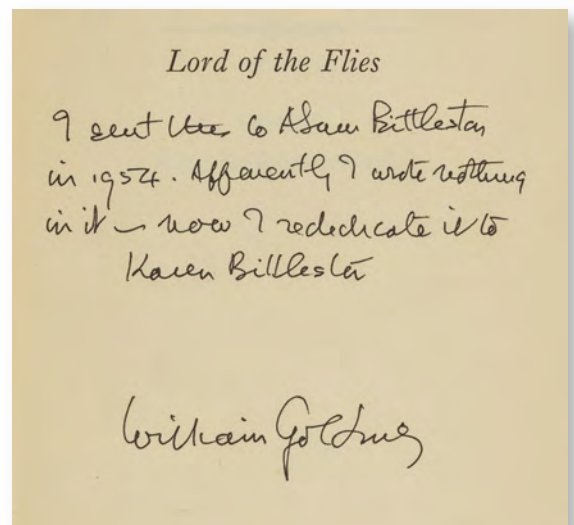 Lord of the Flies
I sent this to Adam Bittleston
in 1954. Apparently I wrote nothing
in it – now I rededicate it to
Karen Bittleston
William Golding